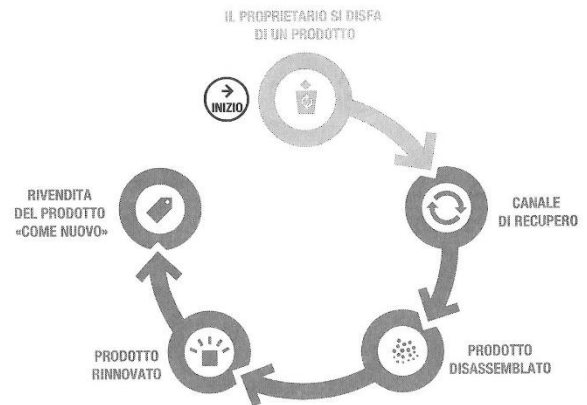 IL PROPRIETARIO SI DISFA
DI UN PRODOTTO
INIZIO
CANALE
DI RECUPERO
PRODOTTO
DISASSEMBLATO
PRODOTTO
RINNOVATO
RIVENDITA
DEL PRODOTTO
«COME NUOVO»